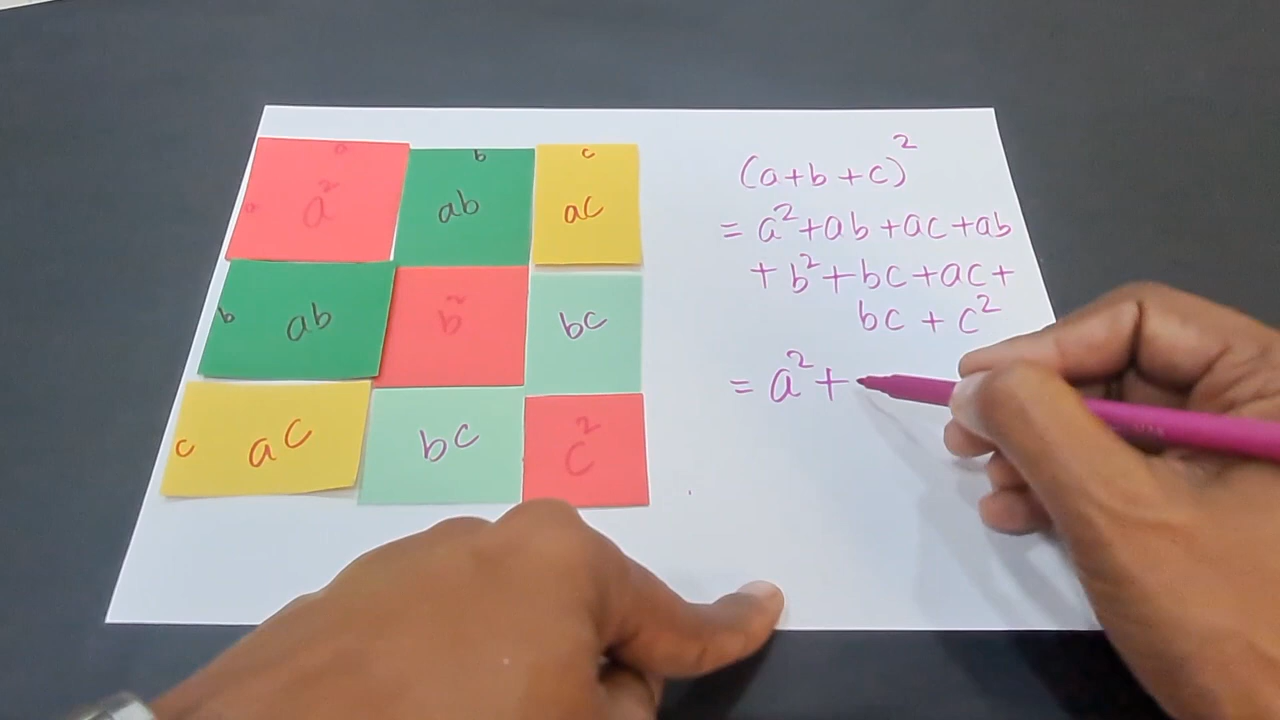 a b c
a a² ab ac
b ab b² bc
c ac bc c²
(a+b+c)²
= a²+ab+ac+ab
+ b²+bc+ac+
bc + c²
= a²+